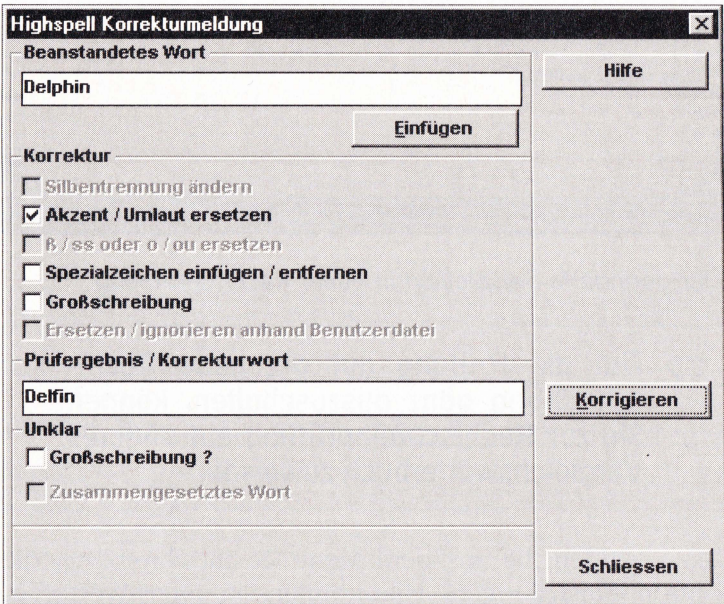 Highspell Korrekturmeldung
Beanstandetes Wort
Delphin
Hilfe
Einfügen
Korrektur
Silbentrennung ändern
Akzent / Umlaut ersetzen
ß / ss oder o / ou ersetzen
Spezialzeichen einfügen / entfernen
Großschreibung
Ersetzen / ignorieren anhand Benutzerdatei
Prüfergebnis / Korrekturwort
Delfin
Korrigieren
Unklar
Großschreibung ?
Zusammengesetztes Wort
Schliessen